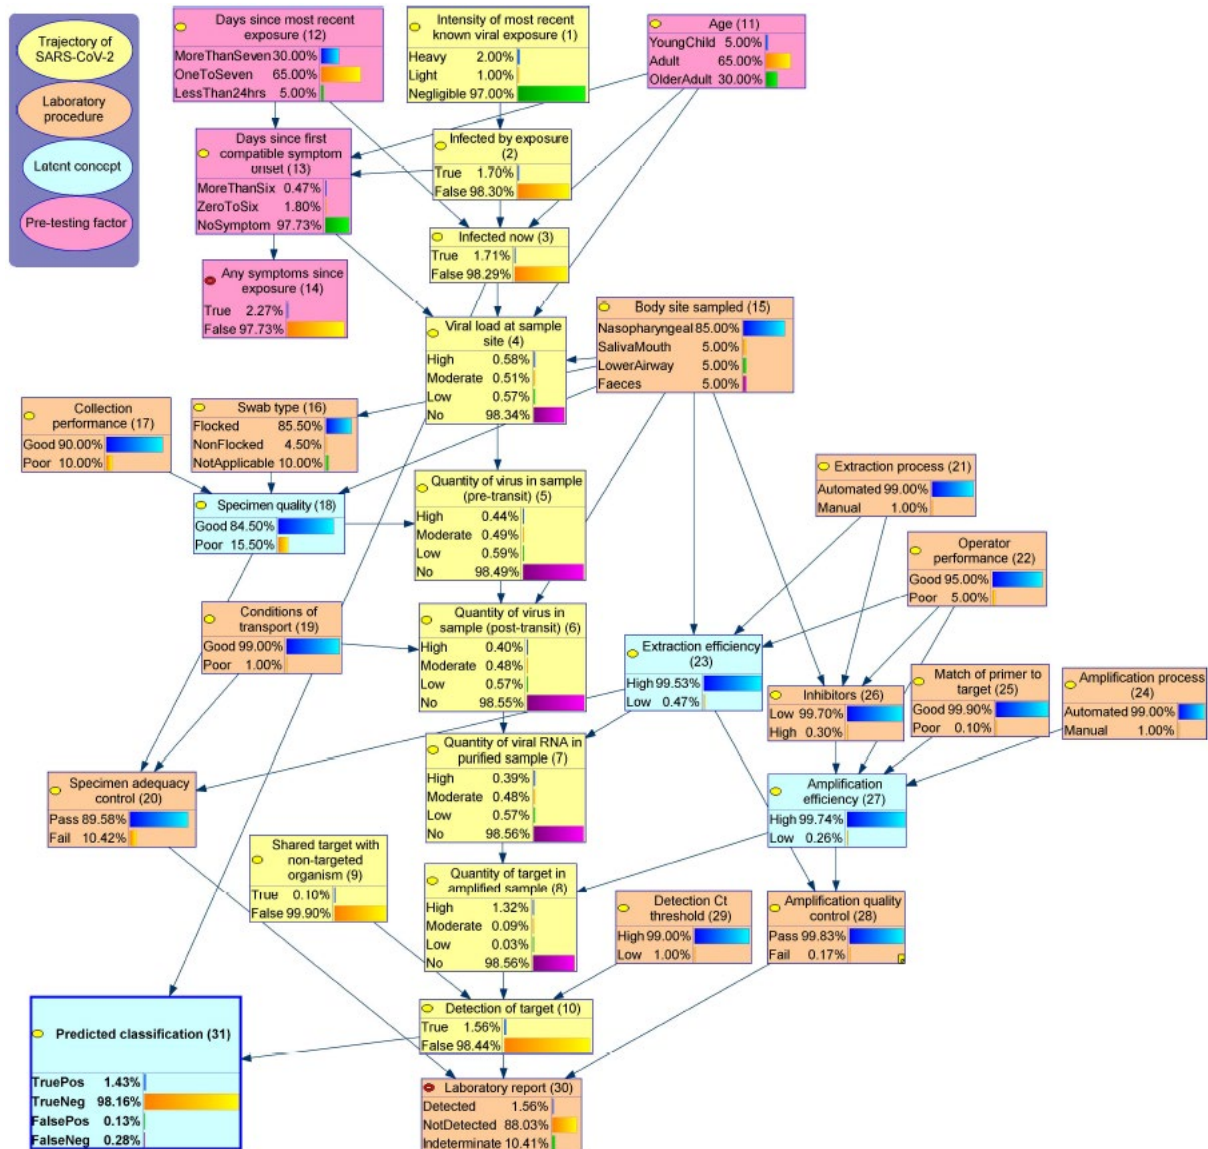 Trajectory of
SARS-CoV-2
Laboratory
procedure
Latent concept
Pre-testing factor
Days since most recent
exposure (12)
MoreThanSeven 30.00%
OneToSeven 65.00%
LessThan24hrs 5.00%
Intensity of most recent
known viral exposure (1)
Heavy 2.00%
Light 1.00%
Negligible 97.00%
Age (11)
YoungChild 5.00%
Adult 65.00%
OlderAdult 30.00%
Days since first
compatible symptom
onset (13)
MoreThanSix 0.47%
ZeroToSix 1.80%
NoSymptom 97.73%
Infected by exposure
(2)
True 1.70%
False 98.30%
Infected now (3)
True 1.71%
False 98.29%
Any symptoms since
exposure (14)
True 2.27%
False 97.73%
Viral load at sample
site (4)
High 0.58%
Moderate 0.51%
Low 0.57%
No 98.34%
Body site sampled (15)
Nasopharyngeal 85.00%
SalivaMouth 5.00%
LowerAirway 5.00%
Faeces 5.00%
Collection
performance (17)
Good 90.00%
Poor 10.00%
Swab type (16)
Flocked 85.50%
NonFlocked 4.50%
NotApplicable 10.00%
Specimen quality (18)
Good 84.50%
Poor 15.50%
Quantity of virus in sample
(pre-transit) (5)
High 0.44%
Moderate 0.49%
Low 0.59%
No 98.49%
Extraction process (21)
Automated 99.00%
Manual 1.00%
Operator
performance (22)
Good 95.00%
Poor 5.00%
Conditions of
transport (19)
Good 99.00%
Poor 1.00%
Quantity of virus in
sample (post-transit) (6)
High 0.40%
Moderate 0.48%
Low 0.57%
No 98.55%
Extraction efficiency
(23)
High 99.53%
Low 0.47%
Inhibitors (26)
Low 99.70%
High 0.30%
Match of primer to
target (25)
Good 99.90%
Poor 0.10%
Amplification process
(24)
Automated 99.00%
Manual 1.00%
Quantity of viral RNA in
purified sample (7)
High 0.39%
Moderate 0.48%
Low 0.57%
No 98.56%
Specimen adequacy
control (20)
Pass 89.58%
Fail 10.42%
Amplification
efficiency (27)
High 99.74%
Low 0.26%
Shared target with
non-targeted
organism (9)
True 0.10%
False 99.90%
Quantity of target in
amplified sample (8)
High 1.32%
Moderate 0.09%
Low 0.03%
No 98.56%
Detection Ct
threshold (29)
High 99.00%
Low 1.00%
Amplification quality
control (28)
Pass 99.83%
Fail 0.17%
Detection of target (10)
True 1.56%
False 98.44%
Predicted classification (31)
TruePos 1.43%
TrueNeg 98.16%
FalsePos 0.13%
FalseNeg 0.28%
Laboratory report (30)
Detected 1.56%
NotDetected 88.03%
Indeterminate 10.41%